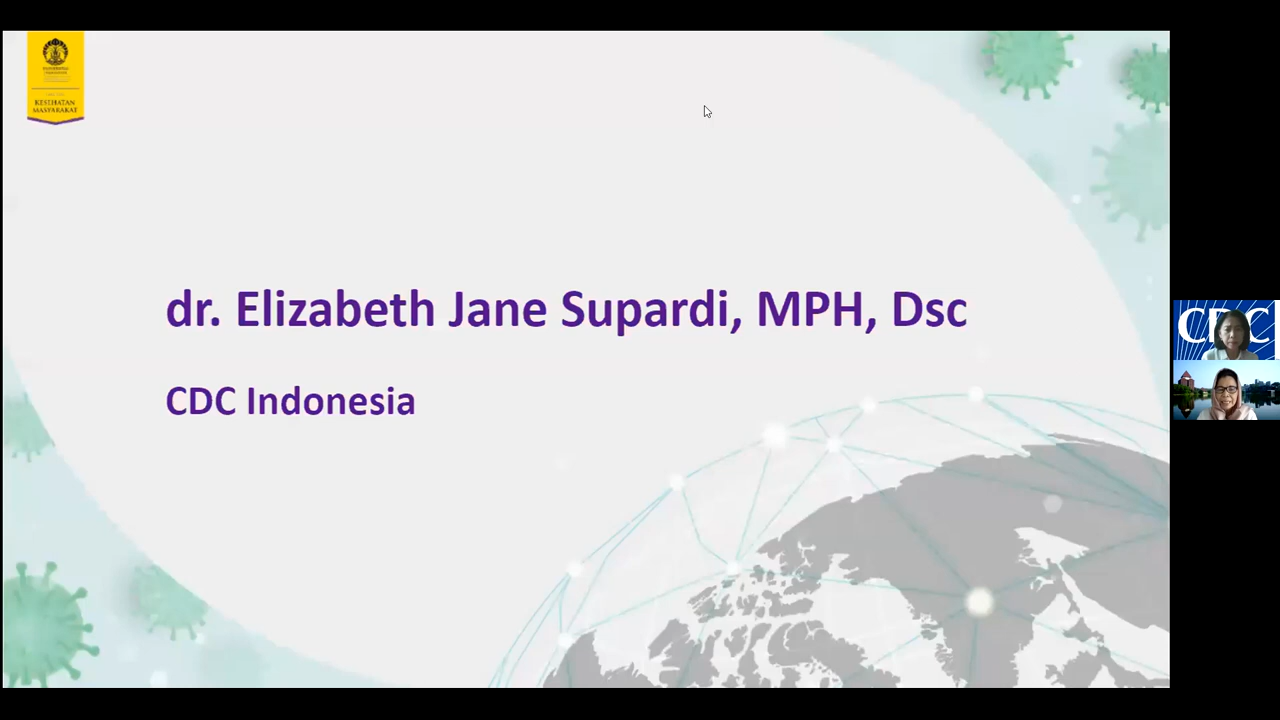 KESEHATAN
MASYARAKAT
dr. Elizabeth Jane Supardi, MPH, Dsc
CDC Indonesia
CDC